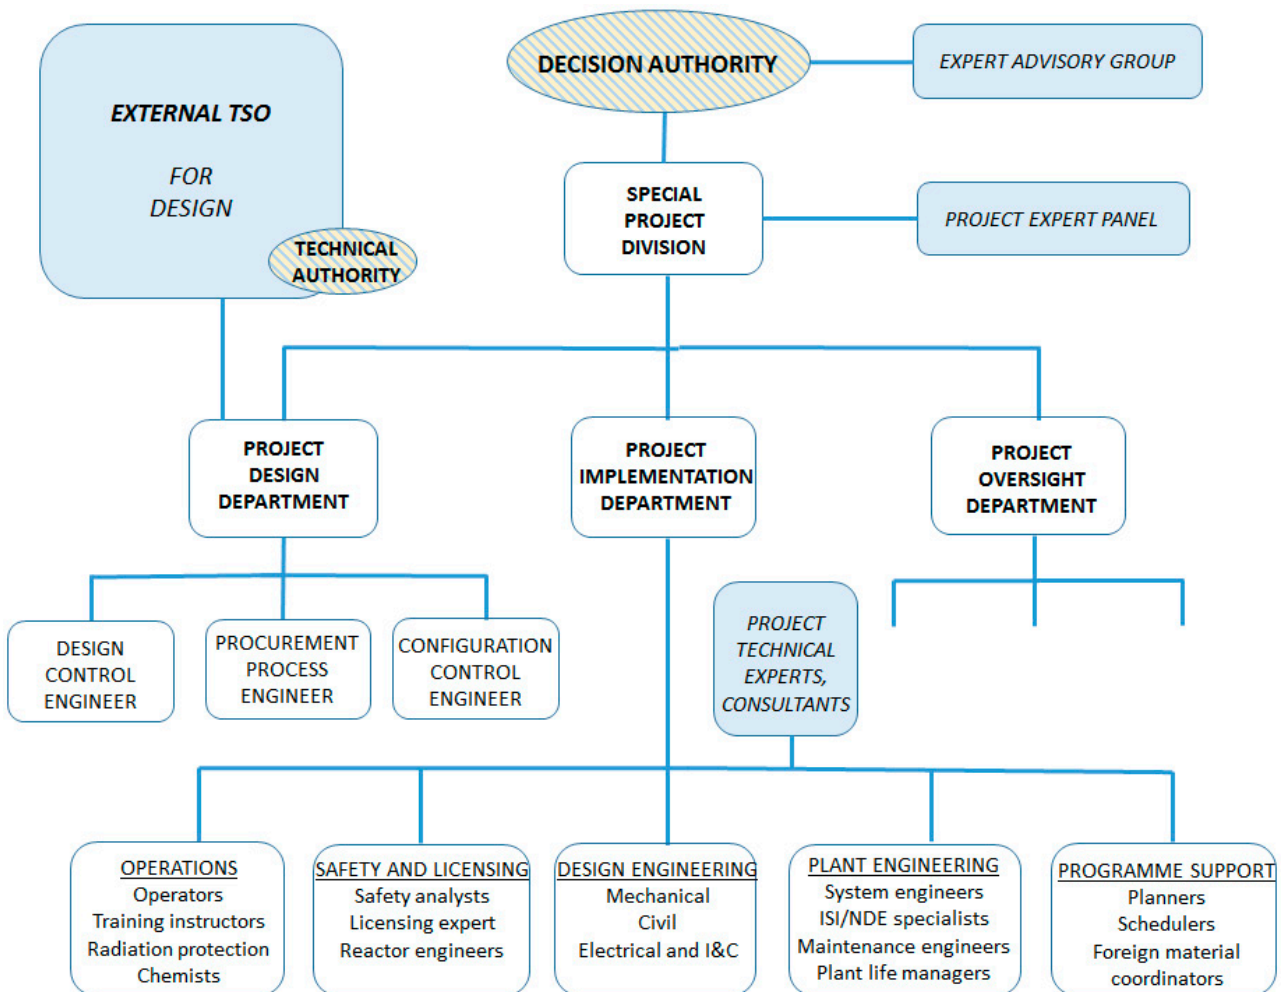 DECISION AUTHORITY
EXPERT ADVISORY GROUP
EXTERNAL TSO
FOR
DESIGN
TECHNICAL
AUTHORITY
SPECIAL
PROJECT
DIVISION
PROJECT EXPERT PANEL
PROJECT
DESIGN
DEPARTMENT
PROJECT
IMPLEMENTATION
DEPARTMENT
PROJECT
OVERSIGHT
DEPARTMENT
DESIGN
CONTROL
ENGINEER
PROCUREMENT
PROCESS
ENGINEER
CONFIGURATION
CONTROL
ENGINEER
PROJECT
TECHNICAL
EXPERTS,
CONSULTANTS
OPERATIONS
Operators
Training instructors
Radiation protection
Chemists
SAFETY AND LICENSING
Safety analysts
Licensing expert
Reactor engineers
DESIGN ENGINEERING
Mechanical
Civil
Electrical and I&C
PLANT ENGINEERING
System engineers
ISI/NDE specialists
Maintenance engineers
Plant life managers
PROGRAMME SUPPORT
Planners
Schedulers
Foreign material
coordinators